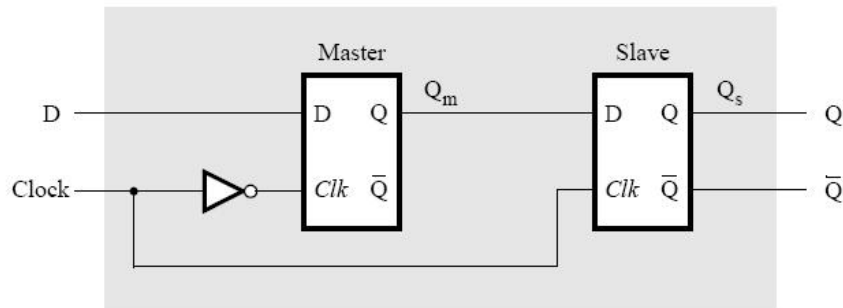 Master Slave
Q_m Q_s
D D Q D Q Q
Clock Clk Q̅ Clk Q̅ Q̅